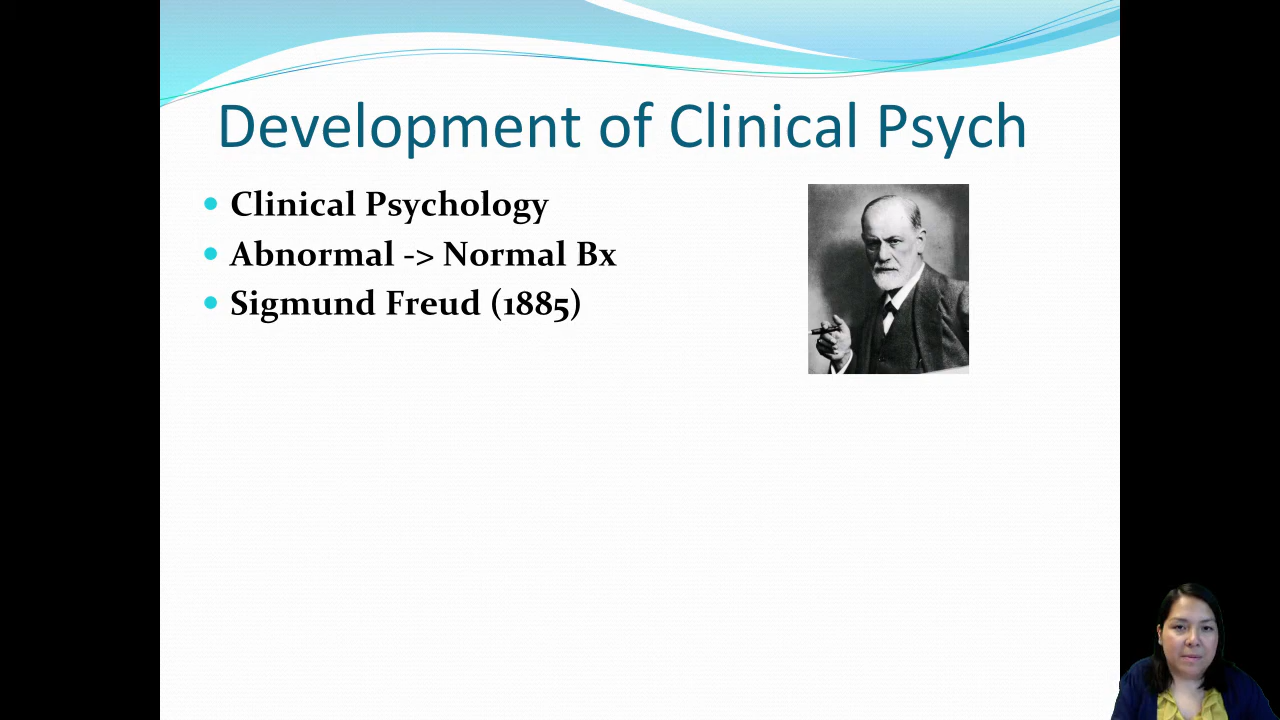 Development of Clinical Psych
Clinical Psychology
Abnormal -> Normal Bx
Sigmund Freud (1885)